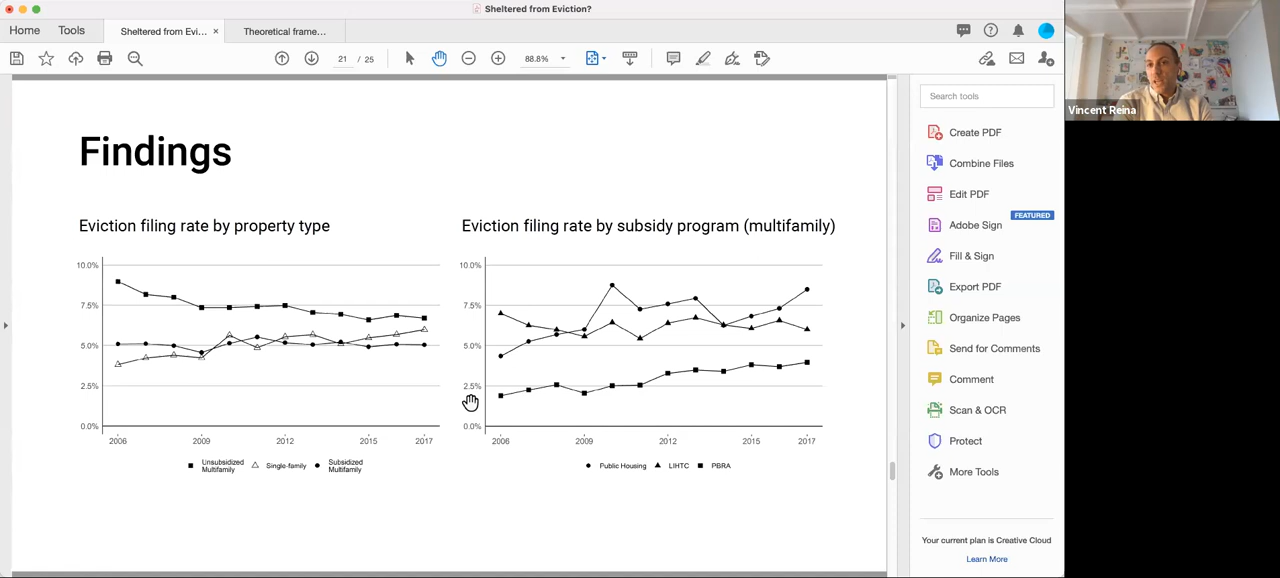 Sheltered from Eviction?
Home Tools Sheltered from Evi... × Theoretical frame...
21 / 25 88.8%
Findings
Eviction filing rate by property type
10.0%
7.5%
5.0%
2.5%
0.0%
2006 2009 2012 2015 2017
Unsubsidized Multifamily Single-family Subsidized Multifamily
Eviction filing rate by subsidy program (multifamily)
10.0%
7.5%
5.0%
2.5%
0.0%
2006 2009 2012 2015 2017
Public Housing LIHTC PBRA
Search tools
Create PDF
Combine Files
Edit PDF
FEATURED
Adobe Sign
Fill & Sign
Export PDF
Organize Pages
Send for Comments
Comment
Scan & OCR
Protect
More Tools
Your current plan is Creative Cloud
Learn More
Vincent Reina